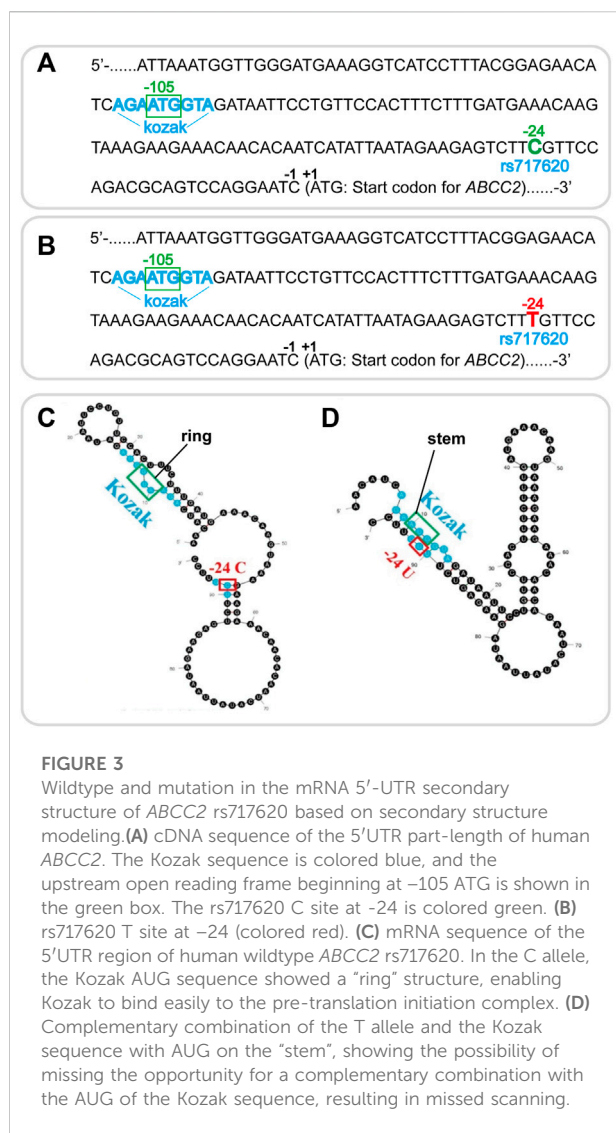 A
5'-......ATTAAATGGTTGGGATGAAAGGTCATCCTTTACGGAGAACA
-105
TCAGAATGGTAGATAATTCCTGTTCCACTTTCTTTGATGAAACAAG
kozak
-24
TAAAGAAGAAACAACACAATCATATTAATAGAAGAGTCTTCGTTCC
rs717620
-1 +1
AGACGCAGTCCAGGAATC (ATG: Start codon for ABCC2)......-3'
B
5'-......ATTAAATGGTTGGGATGAAAGGTCATCCTTTACGGAGAACA
-105
TCAGAATGGTAGATAATTCCTGTTCCACTTTCTTTGATGAAACAAG
kozak
-24
TAAAGAAGAAACAACACAATCATATTAATAGAAGAGTCTTTGTTCC
rs717620
-1 +1
AGACGCAGTCCAGGAATC (ATG: Start codon for ABCC2)......-3'
C
ring
Kozak
-24 C
D
stem
Kozak
-24 U
FIGURE 3
Wildtype and mutation in the mRNA 5′-UTR secondary
structure of ABCC2 rs717620 based on secondary structure
modeling.(A) cDNA sequence of the 5′UTR part-length of human
ABCC2. The Kozak sequence is colored blue, and the
upstream open reading frame beginning at –105 ATG is shown in
the green box. The rs717620 C site at -24 is colored green. (B)
rs717620 T site at –24 (colored red). (C) mRNA sequence of the
5′UTR region of human wildtype ABCC2 rs717620. In the C allele,
the Kozak AUG sequence showed a "ring" structure, enabling
Kozak to bind easily to the pre-translation initiation complex. (D)
Complementary combination of the T allele and the Kozak
sequence with AUG on the "stem", showing the possibility of
missing the opportunity for a complementary combination with
the AUG of the Kozak sequence, resulting in missed scanning.